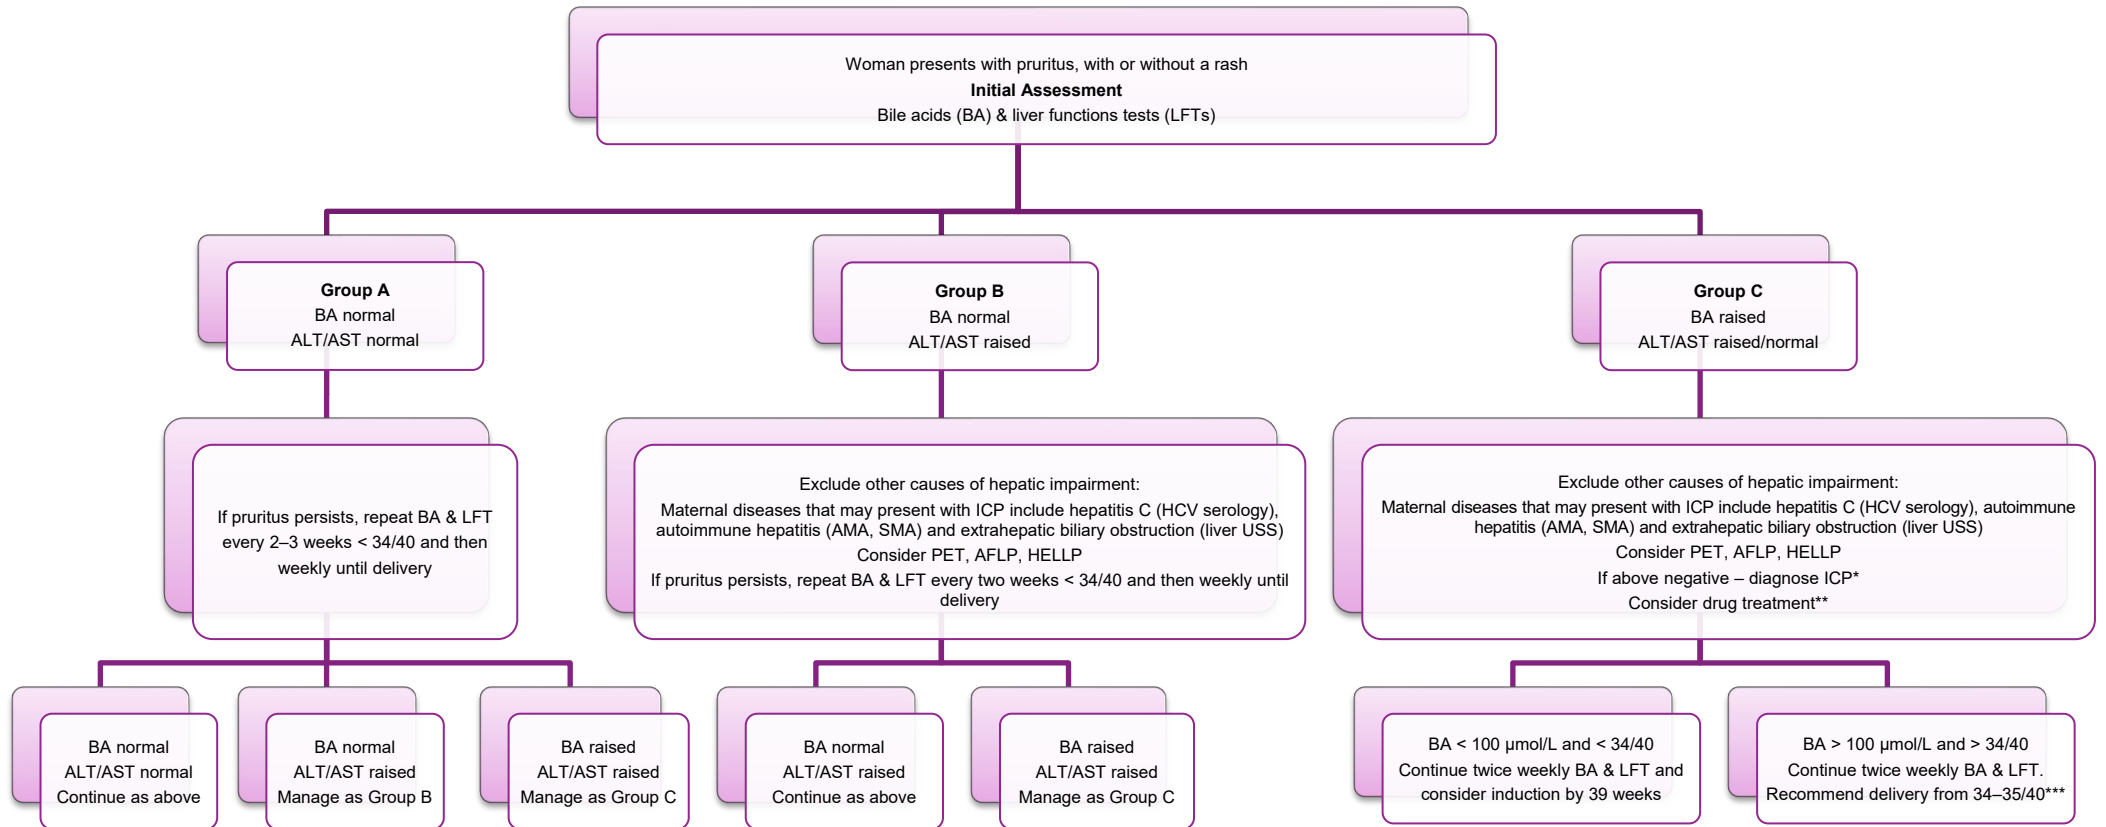 Woman presents with pruritus, with or without a rash
Initial Assessment
Bile acids (BA) & liver functions tests (LFTs)
Group A
BA normal
ALT/AST normal
Group B
BA normal
ALT/AST raised
Group C
BA raised
ALT/AST raised/normal
If pruritus persists, repeat BA & LFT
every 2–3 weeks < 34/40 and then
weekly until delivery
Exclude other causes of hepatic impairment:
Maternal diseases that may present with ICP include hepatitis C (HCV serology),
autoimmune hepatitis (AMA, SMA) and extrahepatic biliary obstruction (liver USS)
Consider PET, AFLP, HELLP
If pruritus persists, repeat BA & LFT every two weeks < 34/40 and then weekly until
delivery
Exclude other causes of hepatic impairment:
Maternal diseases that may present with ICP include hepatitis C (HCV serology), autoimmune
hepatitis (AMA, SMA) and extrahepatic biliary obstruction (liver USS)
Consider PET, AFLP, HELLP
If above negative – diagnose ICP*
Consider drug treatment**
BA normal
ALT/AST normal
Continue as above
BA normal
ALT/AST raised
Manage as Group B
BA raised
ALT/AST raised
Manage as Group C
BA normal
ALT/AST raised
Continue as above
BA raised
ALT/AST raised
Manage as Group C
BA < 100 µmol/L and < 34/40
Continue twice weekly BA & LFT and
consider induction by 39 weeks
BA > 100 µmol/L and > 34/40
Continue twice weekly BA & LFT.
Recommend delivery from 34–35/40***